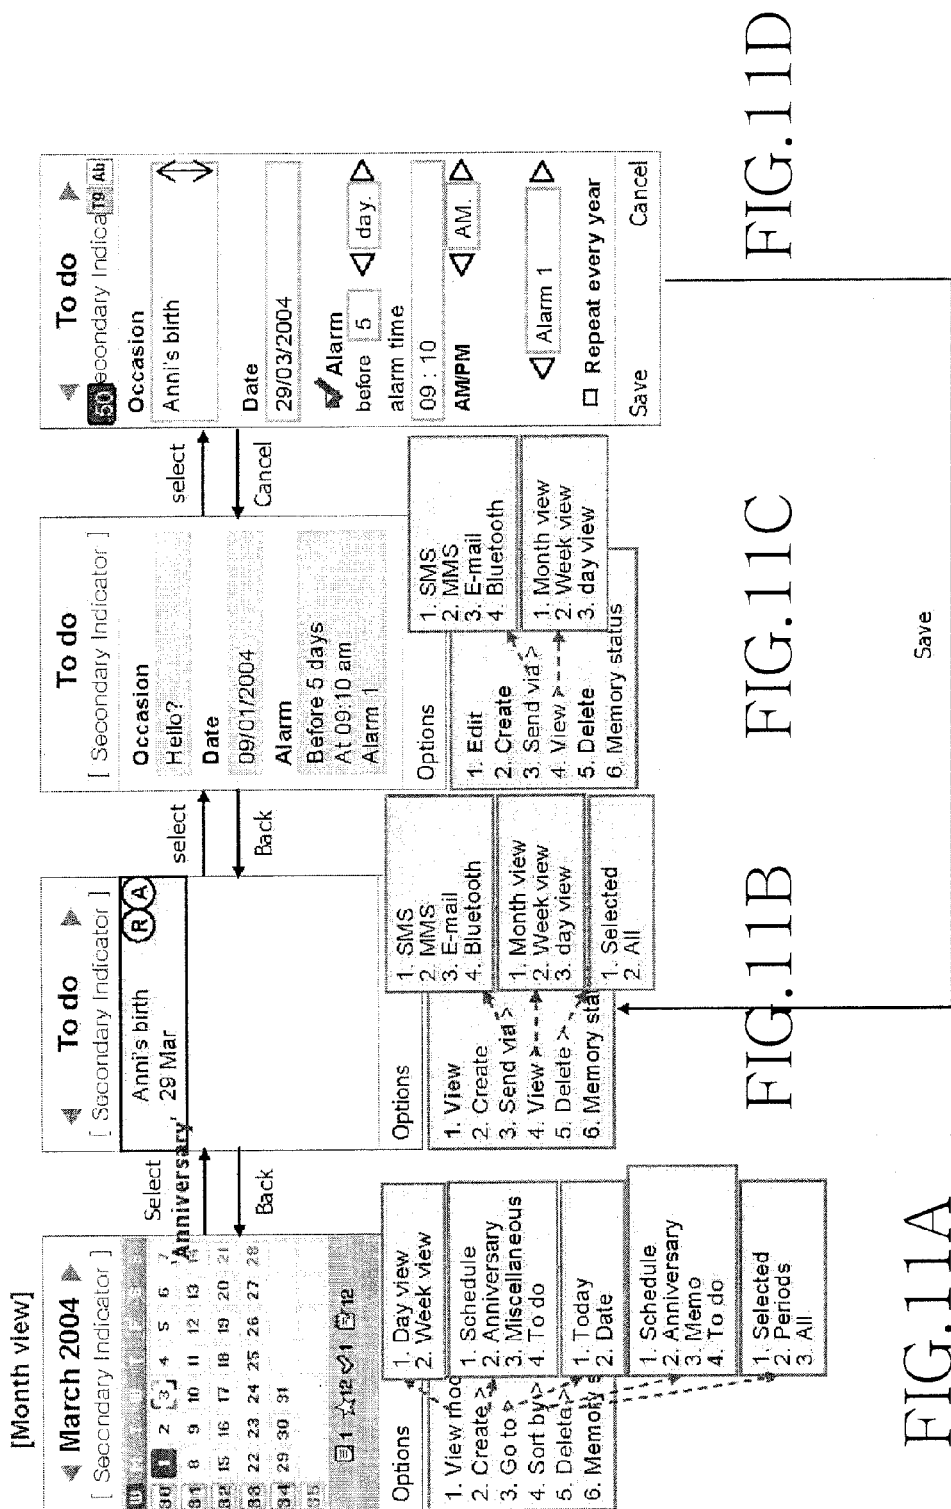 [Month view]
March 2004
[ Secondary Indicator ]
1 2 3 4 5 6 7
8 9 10 11 12 13 14
82 15 16 17 18 19 20 21
22 23 24 25 26 27 28
29 30 31
1 12 1 12
Options
1. View mod
2. Create >
3. Go to >
4. Sort by>
5. Delete >
6. Memory s
1. Day view
2. Week view
1. Schedule
2. Anniversary
3. Miscellaneous
4. To do
1. Today
2. Date
1. Schedule
2. Anniversary
3. Memo
4. To do
1. Selected
2. Periods
3. All
FIG.11A
Select
'Anniversary'
Back
To do
[ Secondary Indicator ]
Anni's birth
R A
29 Mar
Options
1. View
2. Create
3. Send via >
4. View >
5. Delete >
6. Memory stat
1. SMS
2. MMS
3. E-mail
4. Bluetooth
1. Month view
2. Week view
3. day view
1. Selected
2. All
FIG.11B
select
Back
To do
[ Secondary Indicator ]
Occasion
Hello?
Date
09/01/2004
Alarm
Before 5 days
At 09:10 am
Alarm 1
Options
1. Edit
2. Create
3. Send via >
4. View >
5. Delete
6. Memory status
1. SMS
2. MMS
3. E-mail
4. Bluetooth
1. Month view
2. Week view
3. day view
FIG.11C
select
Cancel
To do
50 econdary Indica T9 Ab
Occasion
Anni's birth
Date
29/03/2004
Alarm
before 5 day.
alarm time
09 : 10
AM/PM AM.
Alarm 1
Repeat every year
Save Cancel
FIG.11D
Save